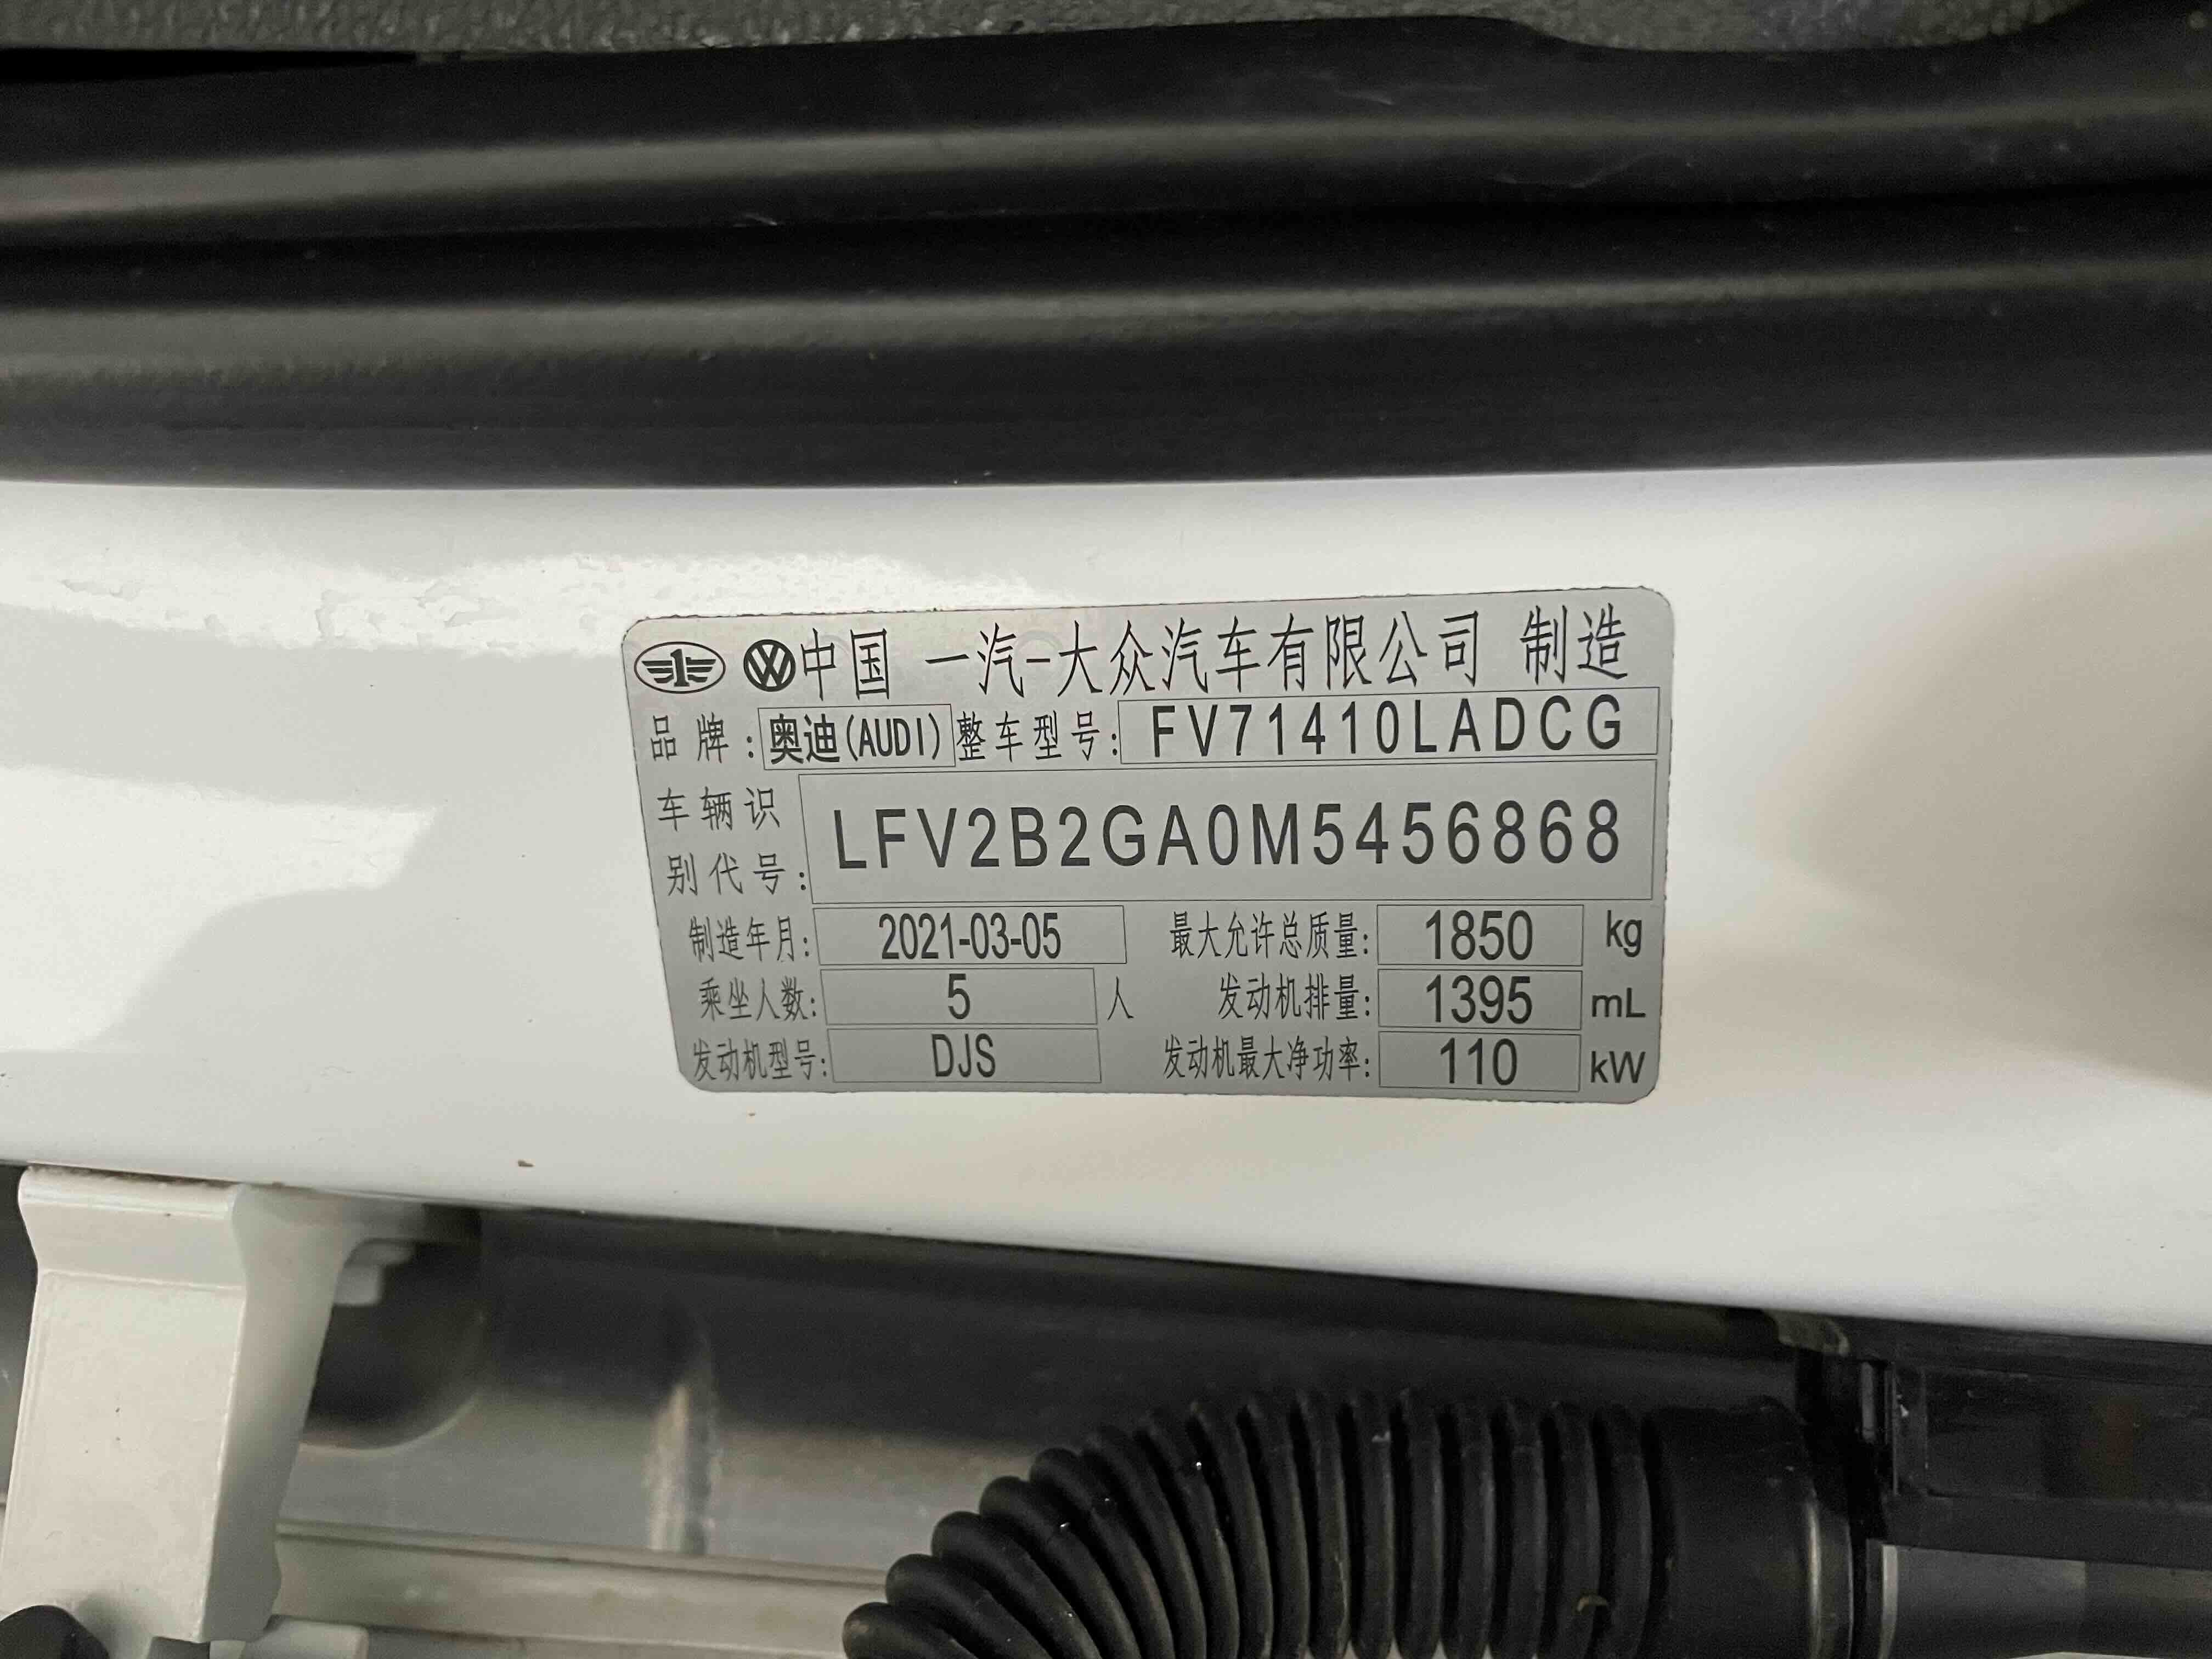 中国 一汽-大众汽车有限公司 制造
品牌: 奥迪(AUDI) 整车型号: FV71410LADCG
车辆识别代号: LFV2B2GA0M5456868
制造年月: 2021-03-05 最大允许总质量: 1850 kg
乘坐人数: 5 人 发动机排量: 1395 mL
发动机型号: DJS 发动机最大净功率: 110 kW